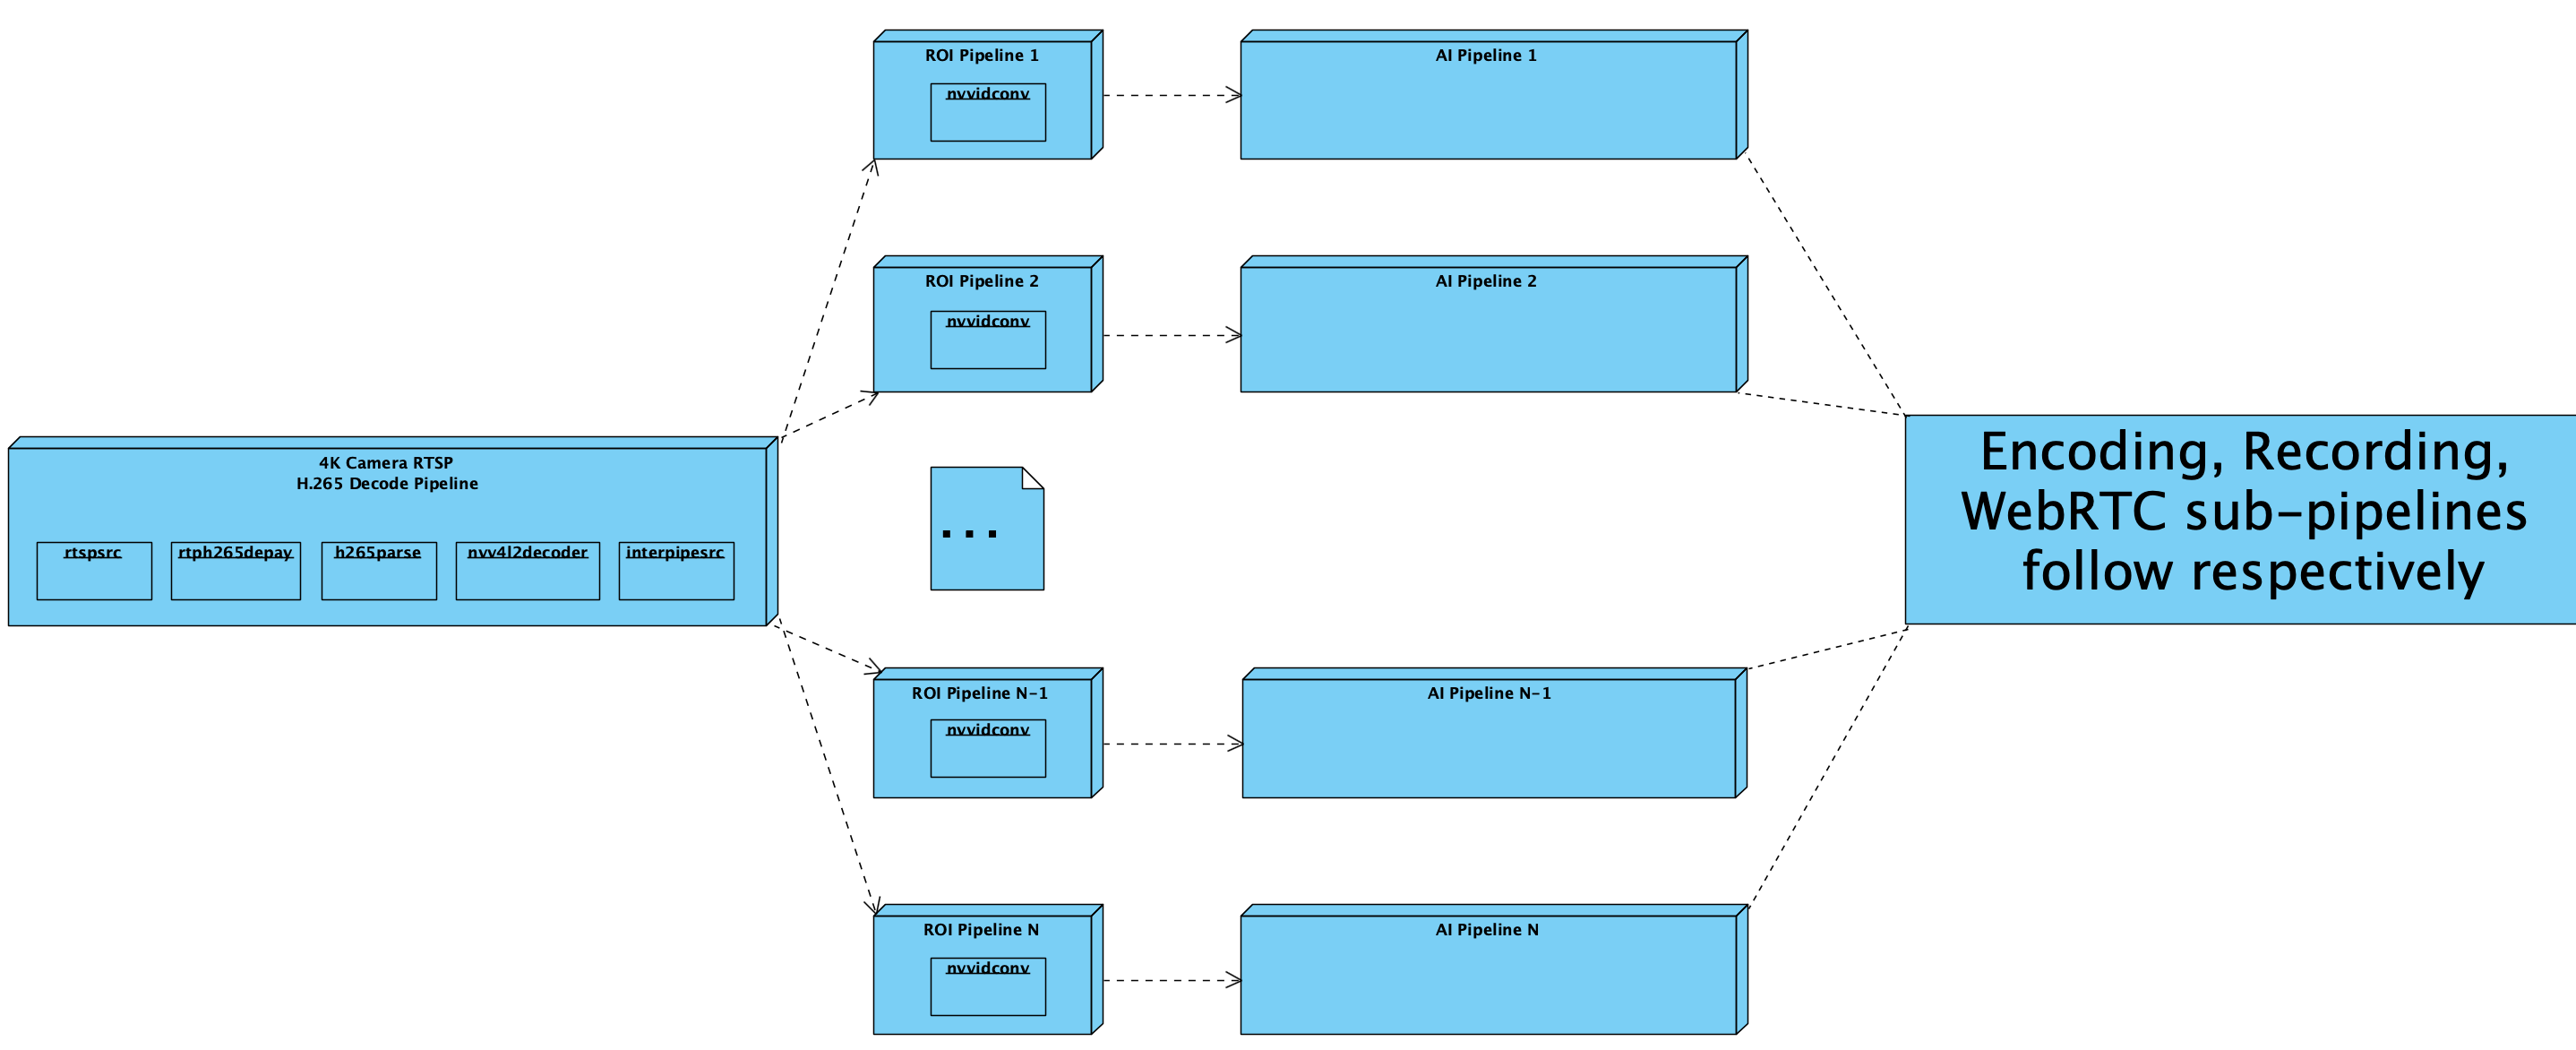 ROI Pipeline 1
nvvidconv
AI Pipeline 1
ROI Pipeline 2
nvvidconv
AI Pipeline 2
4K Camera RTSP
H.265 Decode Pipeline
rtspsrc
rtph265depay
h265parse
nvv4l2decoder
interpipesrc
...
Encoding, Recording,
WebRTC sub-pipelines
follow respectively
ROI Pipeline N-1
nvvidconv
AI Pipeline N-1
ROI Pipeline N
nvvidconv
AI Pipeline N